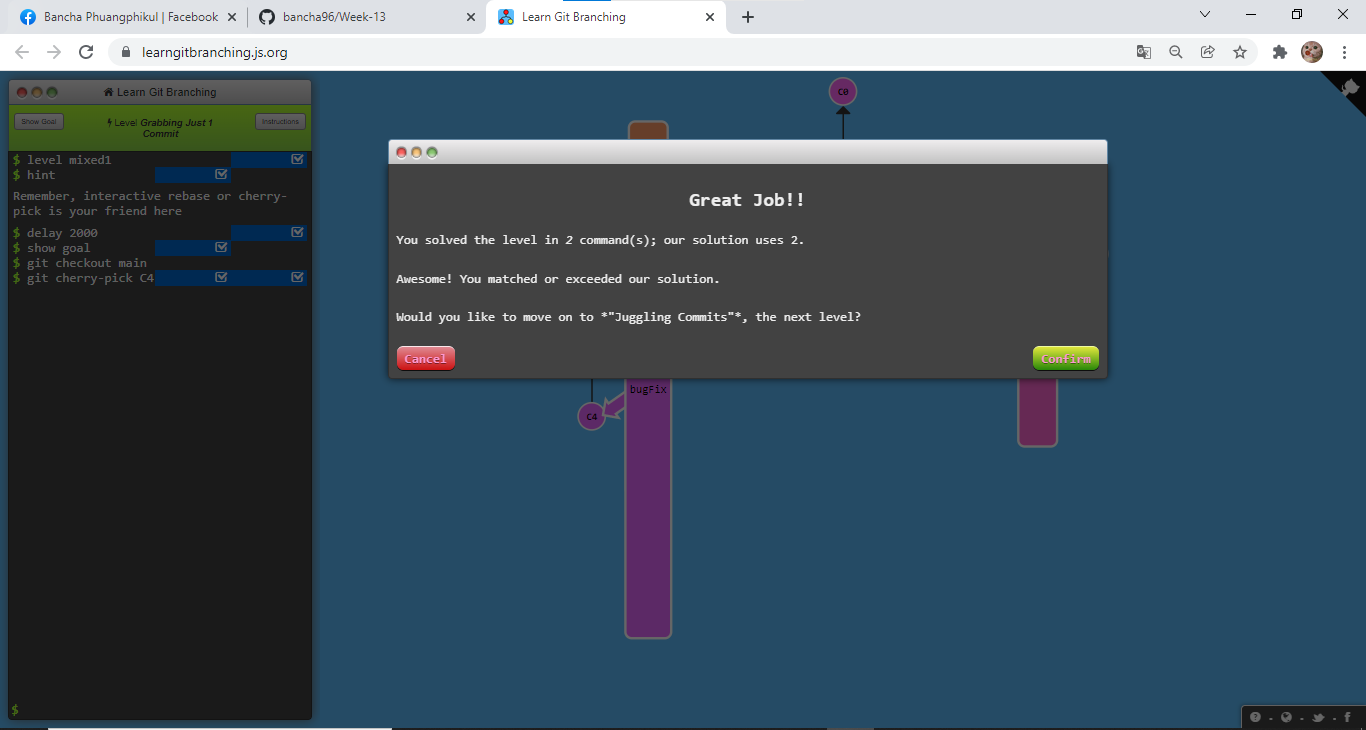 Bancha Phuangphikul | Facebook
bancha96/Week-13
Learn Git Branching
learngitbranching.js.org
Learn Git Branching
Show Goal
Level Grabbing Just 1
Commit
Instructions
$ level mixed1
$ hint
Remember, interactive rebase or cherry-
pick is your friend here
$ delay 2000
$ show goal
$ git checkout main
$ git cherry-pick C4
$
C0
Great Job!!
You solved the level in 2 command(s); our solution uses 2.
Awesome! You matched or exceeded our solution.
Would you like to move on to *"Juggling Commits"*, the next level?
Cancel
Confirm
bugFix
C4